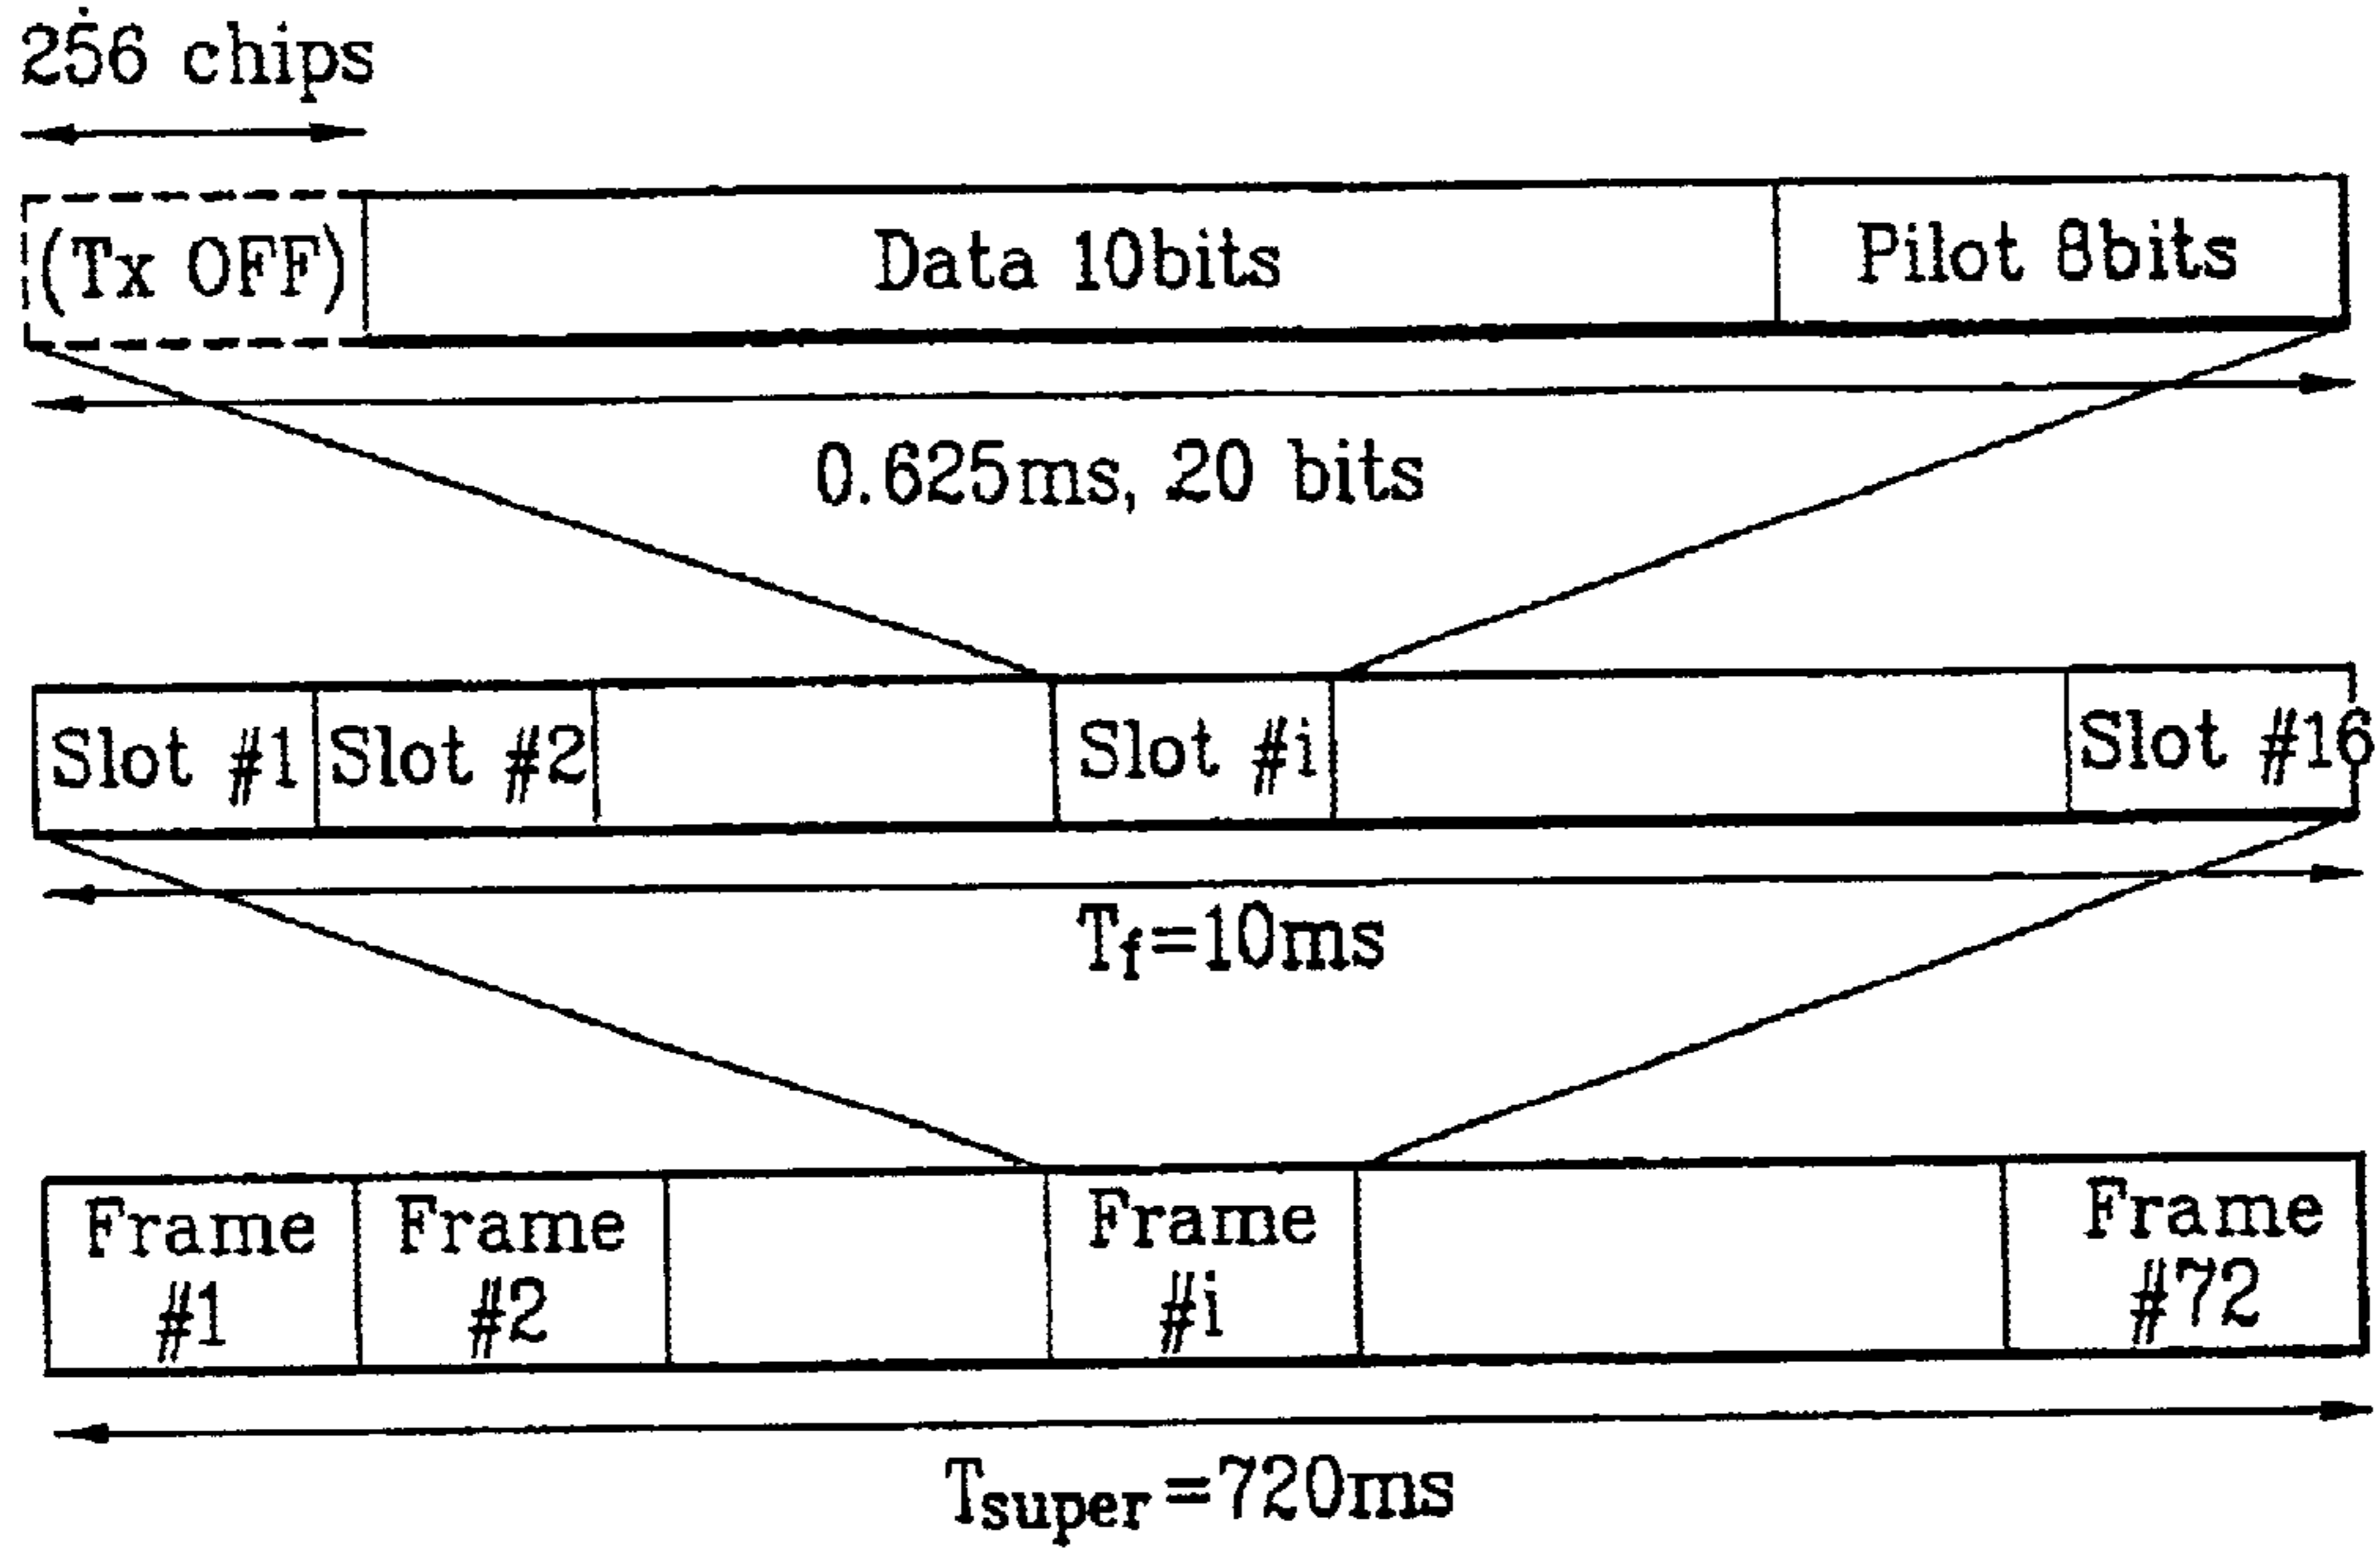 256 chips
(Tx OFF) Data 10bits Pilot 8bits
0.625ms, 20 bits
Slot #1 Slot #2 Slot #i Slot #16
Tf=10ms
Frame Frame Frame Frame
#1 #2 #i #72
Tsuper=720ms